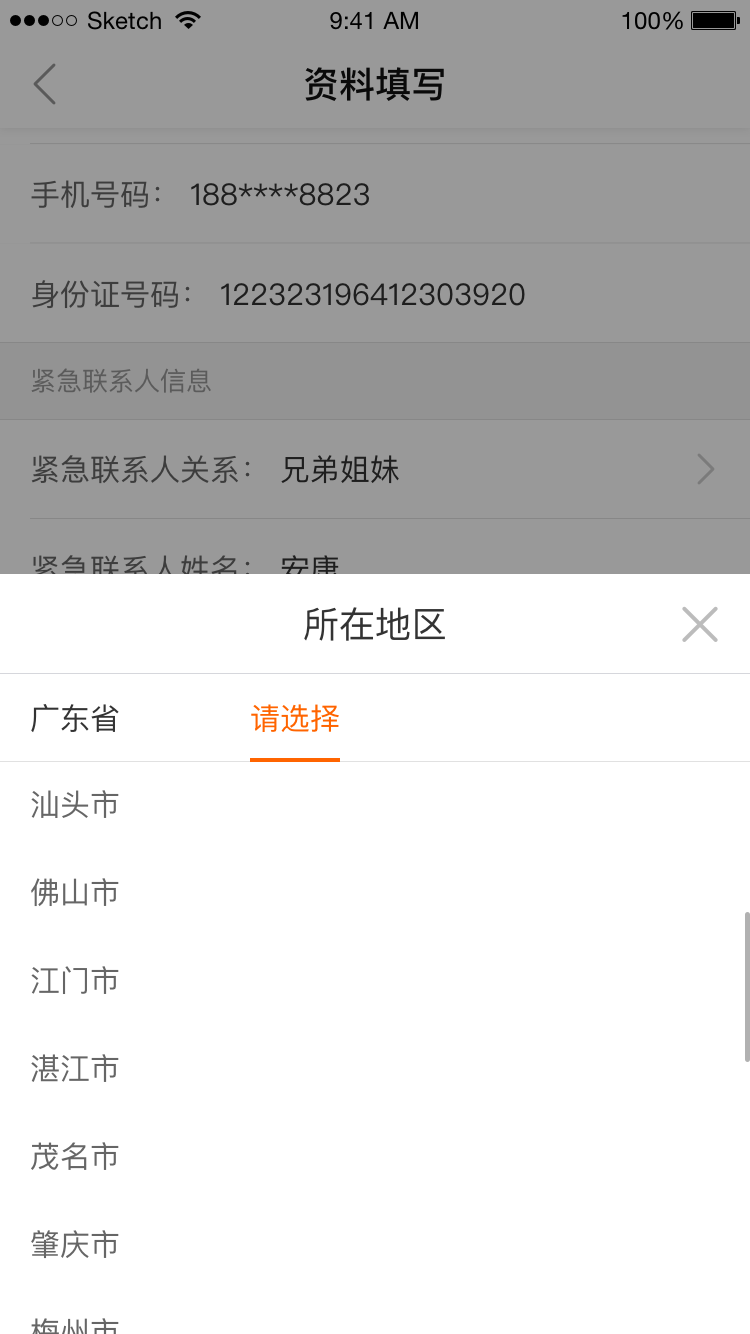 Sketch 9:41 AM 100%
资料填写
手机号码： 188****8823
身份证号码： 122323196412303920
紧急联系人信息
紧急联系人关系： 兄弟姐妹
紧急联系人姓名： 安康
所在地区
广东省 请选择
汕头市
佛山市
江门市
湛江市
茂名市
肇庆市
梅州市